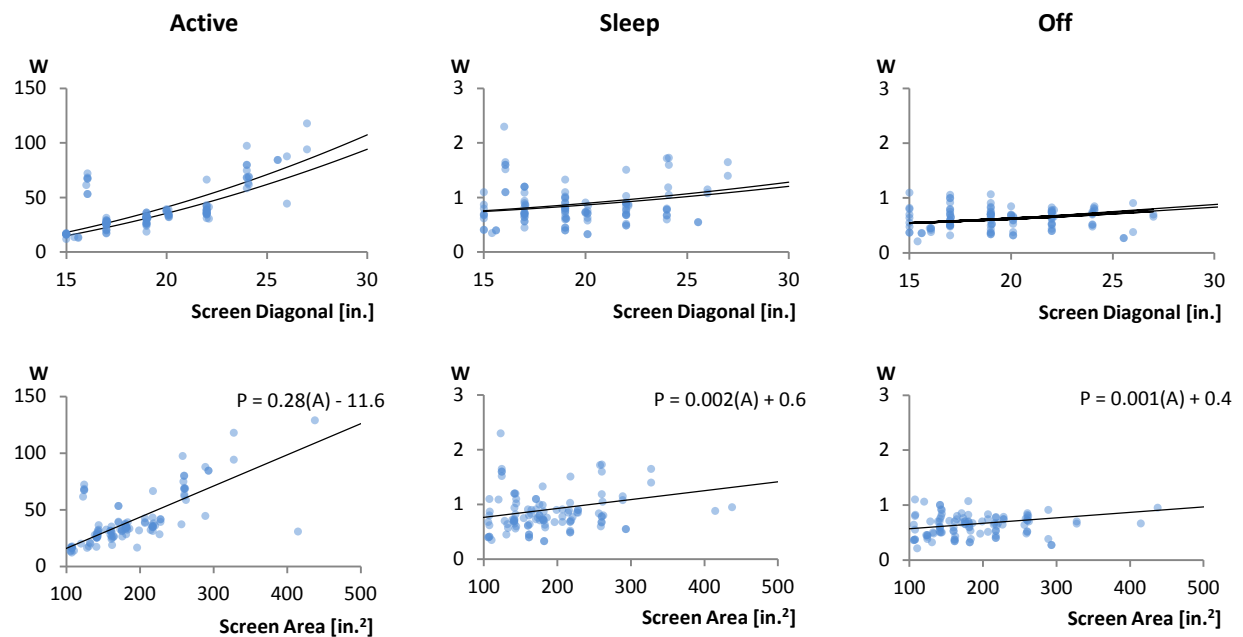 Active Sleep Off
W W W
150 3 3
100 2 2
50 1 1
0 0 0
15 20 25 30 15 20 25 30 15 20 25 30
Screen Diagonal [in.] Screen Diagonal [in.] Screen Diagonal [in.]
W W W
150 3 3
P = 0.28(A) - 11.6 P = 0.002(A) + 0.6 P = 0.001(A) + 0.4
100 2 2
50 1 1
0 0 0
100 200 300 400 500 100 200 300 400 500 100 200 300 400 500
Screen Area [in.²] Screen Area [in.²] Screen Area [in.²]